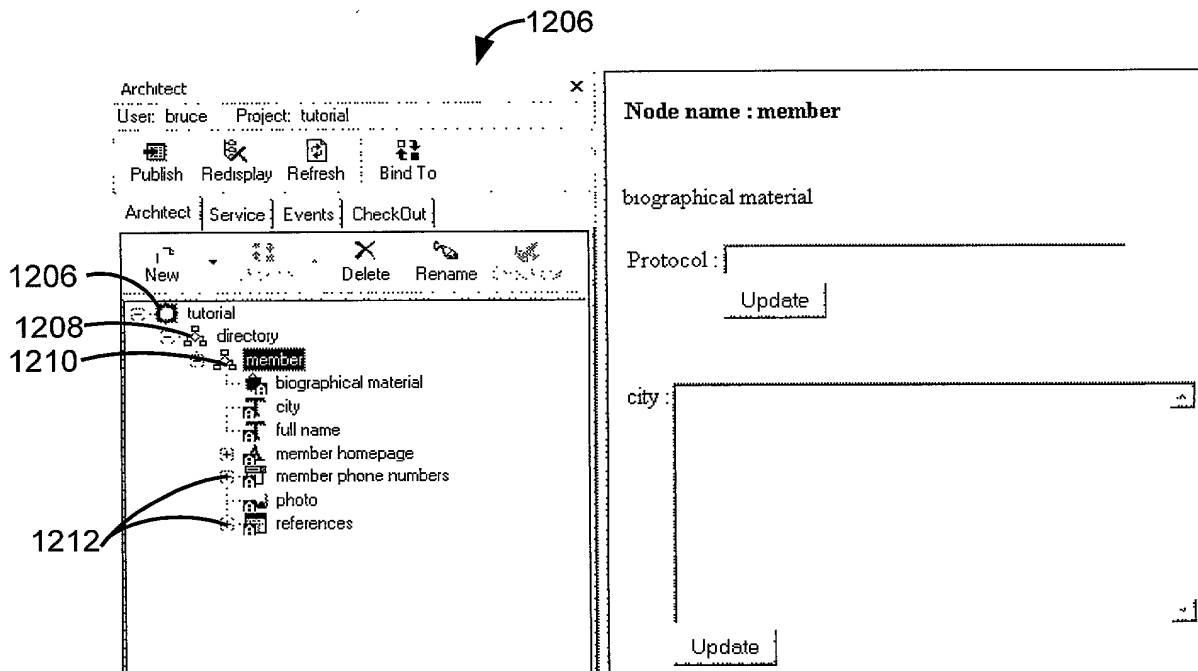 1206
Architect
User: bruce Project: tutorial
Publish Redisplay Refresh Bind To
Architect Service Events CheckOut
New Delete Rename
1206 tutorial
1208 directory
1210 member
biographical material
city
full name
member homepage
member phone numbers
photo
1212 references
Node name : member
biographical material
Protocol :
Update
city :
Update